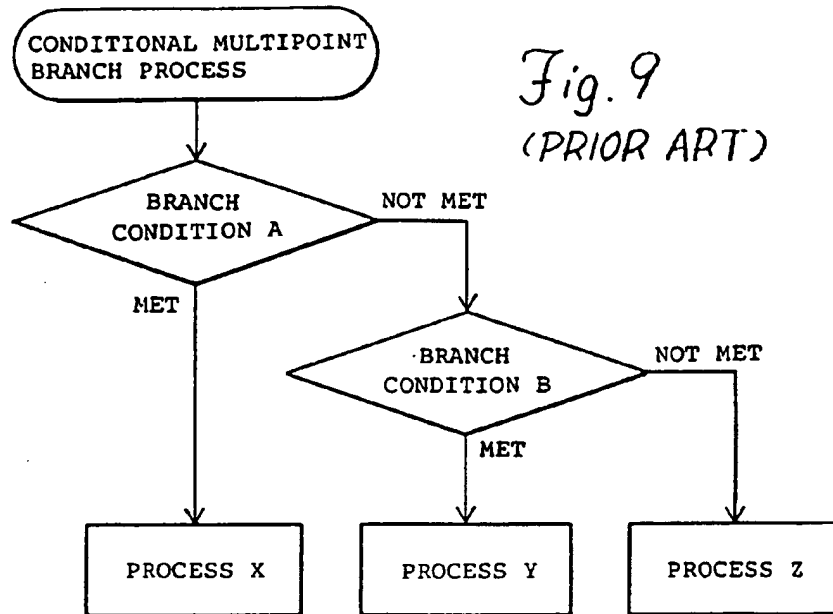 CONDITIONAL MULTIPOINT
BRANCH PROCESS
Fig. 9
(PRIOR ART)
BRANCH
CONDITION A
NOT MET
MET
BRANCH
CONDITION B
NOT MET
MET
PROCESS X
PROCESS Y
PROCESS Z